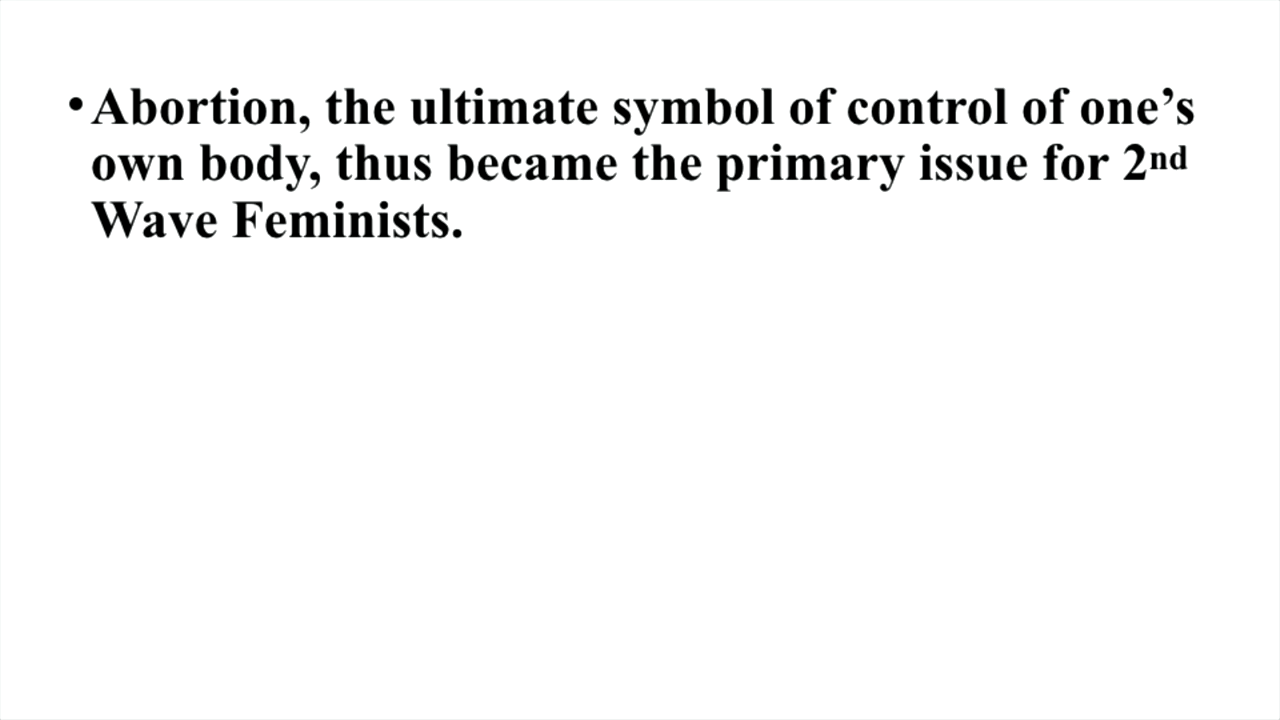 • Abortion, the ultimate symbol of control of one’s
own body, thus became the primary issue for 2nd
Wave Feminists.